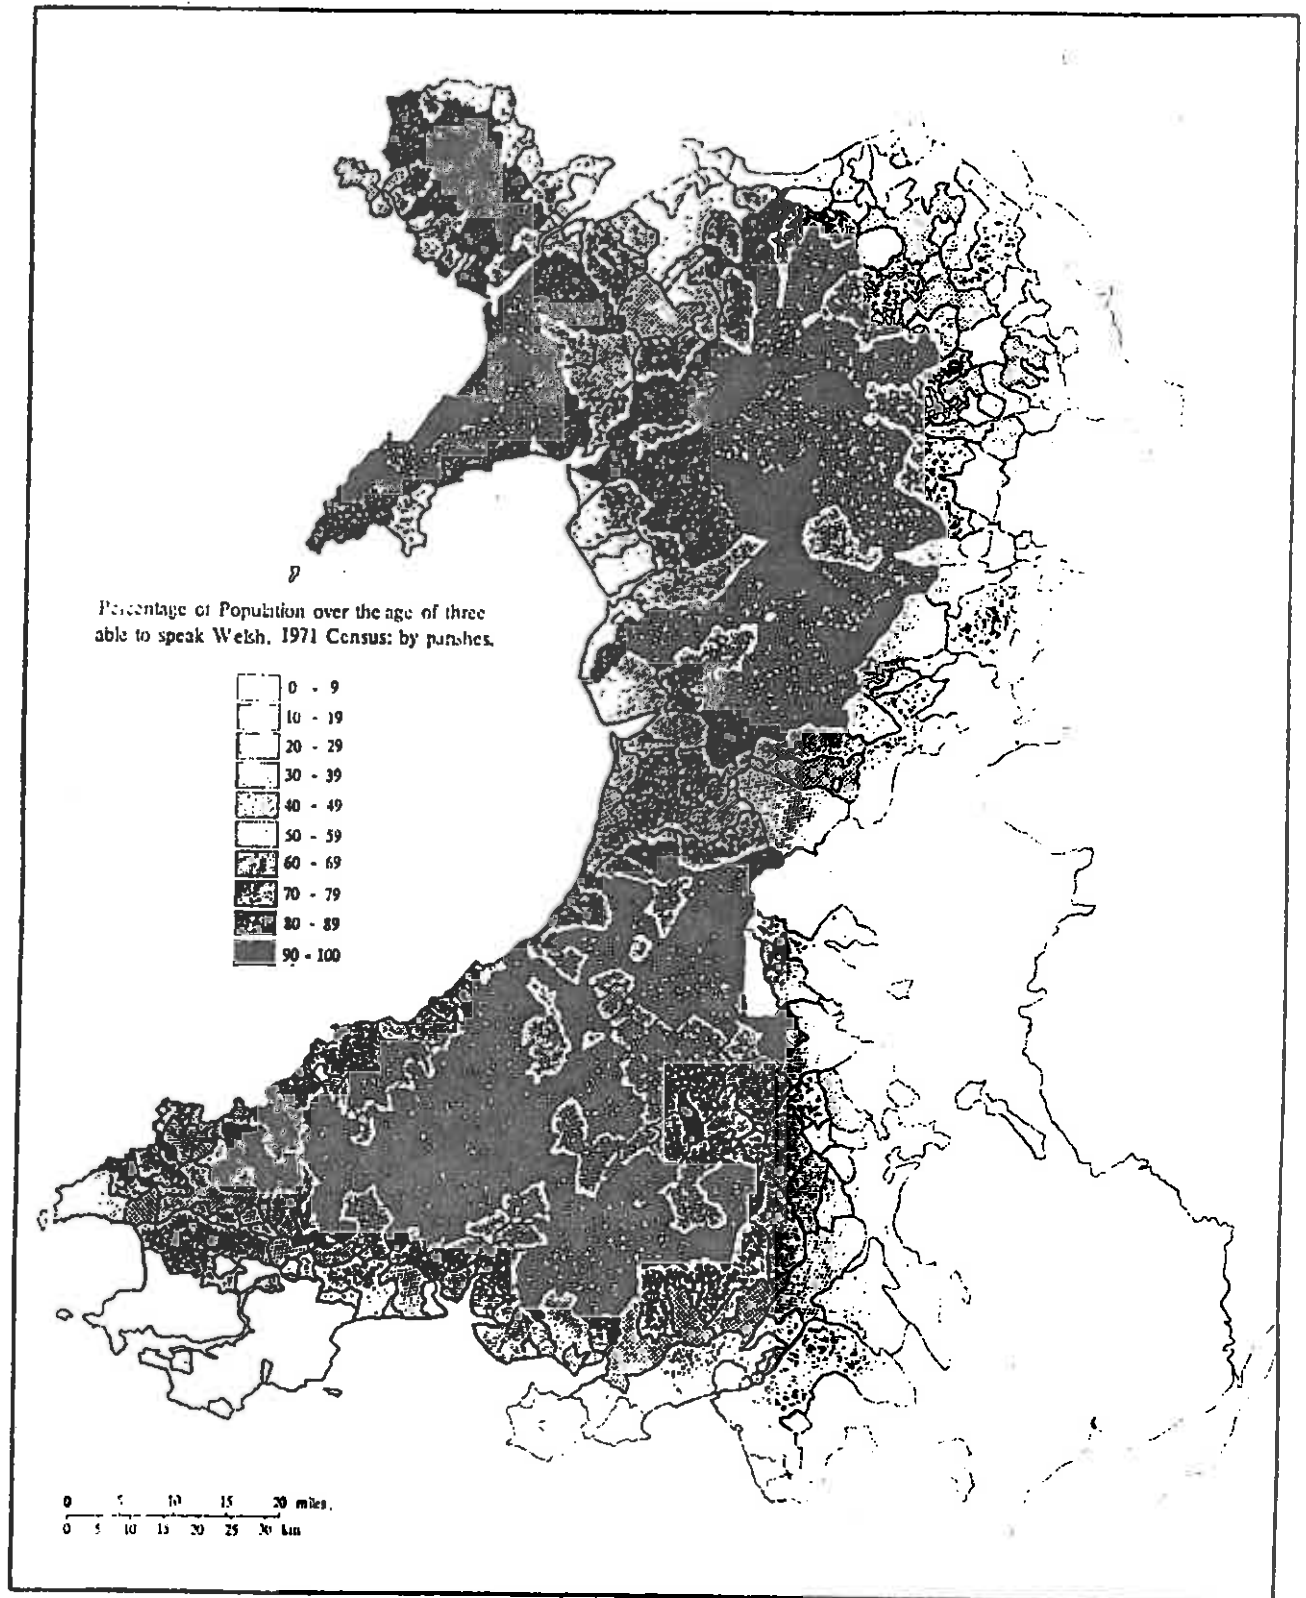 Percentage of Population over the age of three
able to speak Welsh. 1971 Census: by parishes.
0 - 9
10 - 19
20 - 29
30 - 39
40 - 49
50 - 59
60 - 69
70 - 79
80 - 89
90 - 100
0 5 10 15 20 miles.
0 5 10 15 20 25 30 km